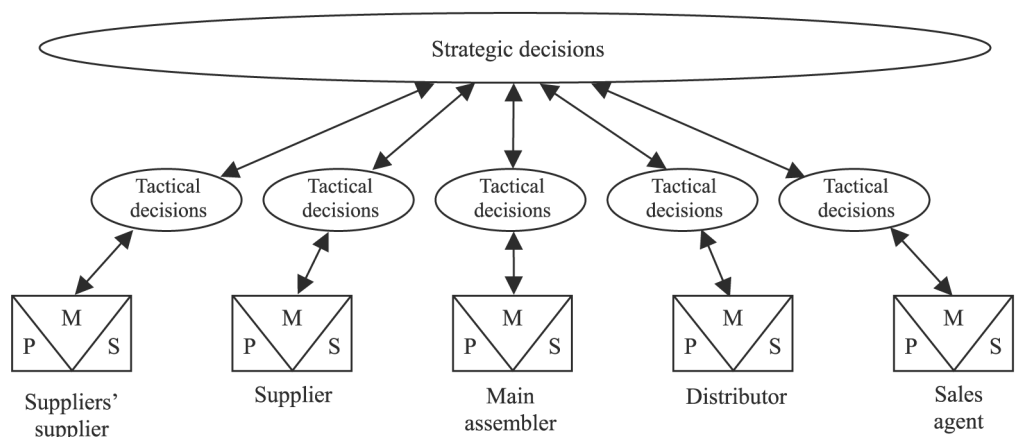 Strategic decisions
Tactical
decisions
Tactical
decisions
Tactical
decisions
Tactical
decisions
Tactical
decisions
M
P S
M
P S
M
P S
M
P S
M
P S
Suppliers’
supplier
Supplier
Main
assembler
Distributor
Sales
agent